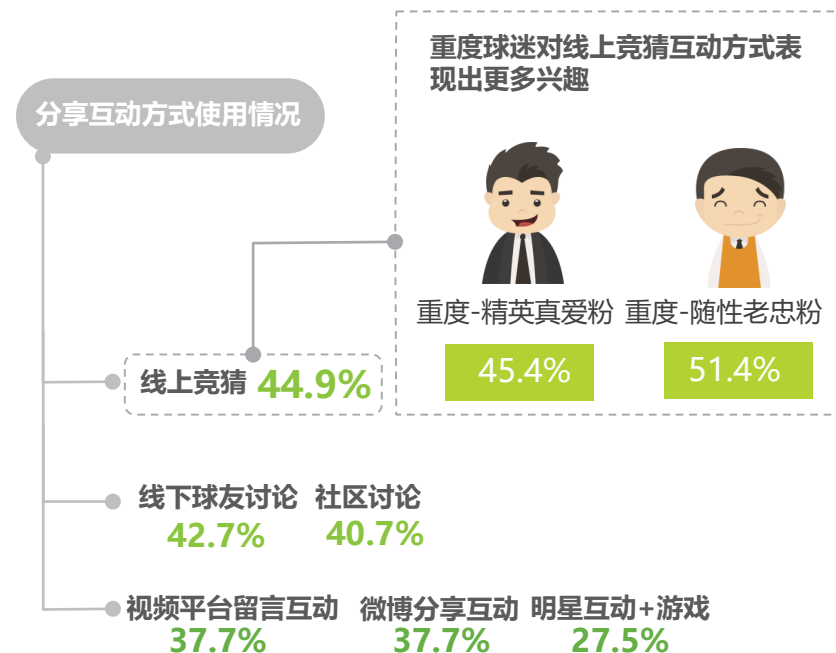 重度球迷对线上竞猜互动方式表
现出更多兴趣
分享互动方式使用情况
重度-精英真爱粉 重度-随性老忠粉
45.4% 51.4%
线上竞猜 44.9%
线下球友讨论 社区讨论
42.7% 40.7%
视频平台留言互动 微博分享互动 明星互动+游戏
37.7% 37.7% 27.5%